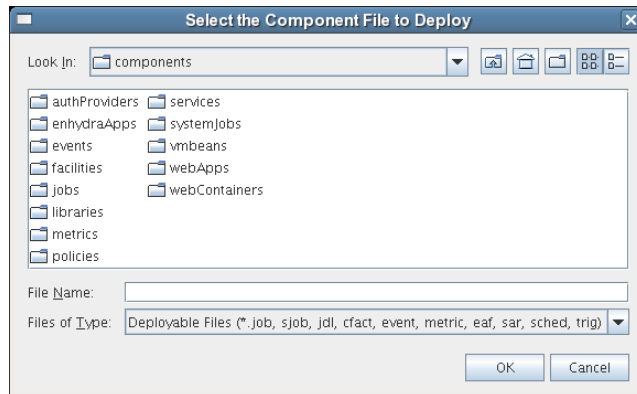 Select the Component File to Deploy
Look In: components
authProviders services
enhydraApps systemJobs
events vmbeans
facilities webApps
jobs webContainers
libraries
metrics
policies
File Name:
Files of Type: Deployable Files (*.job, sjob, jdl, cfact, event, metric, eaf, sar, sched, trig)
OK Cancel